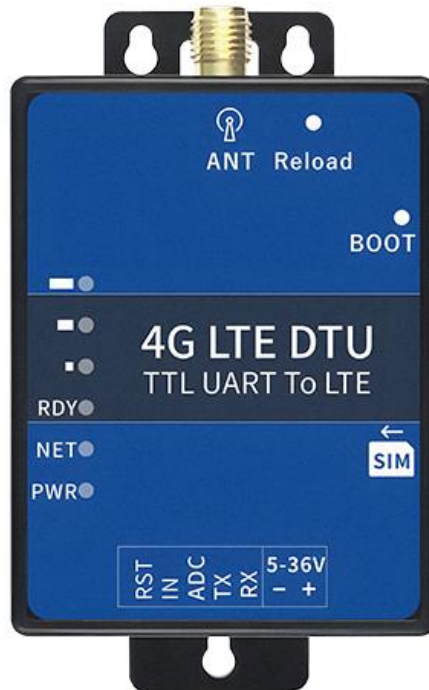 ANT Reload
BOOT
4G LTE DTU
TTL UART To LTE
RDY
NET
SIM
PWR
RST
IN
ADC
TX
RX
5-36V
- +